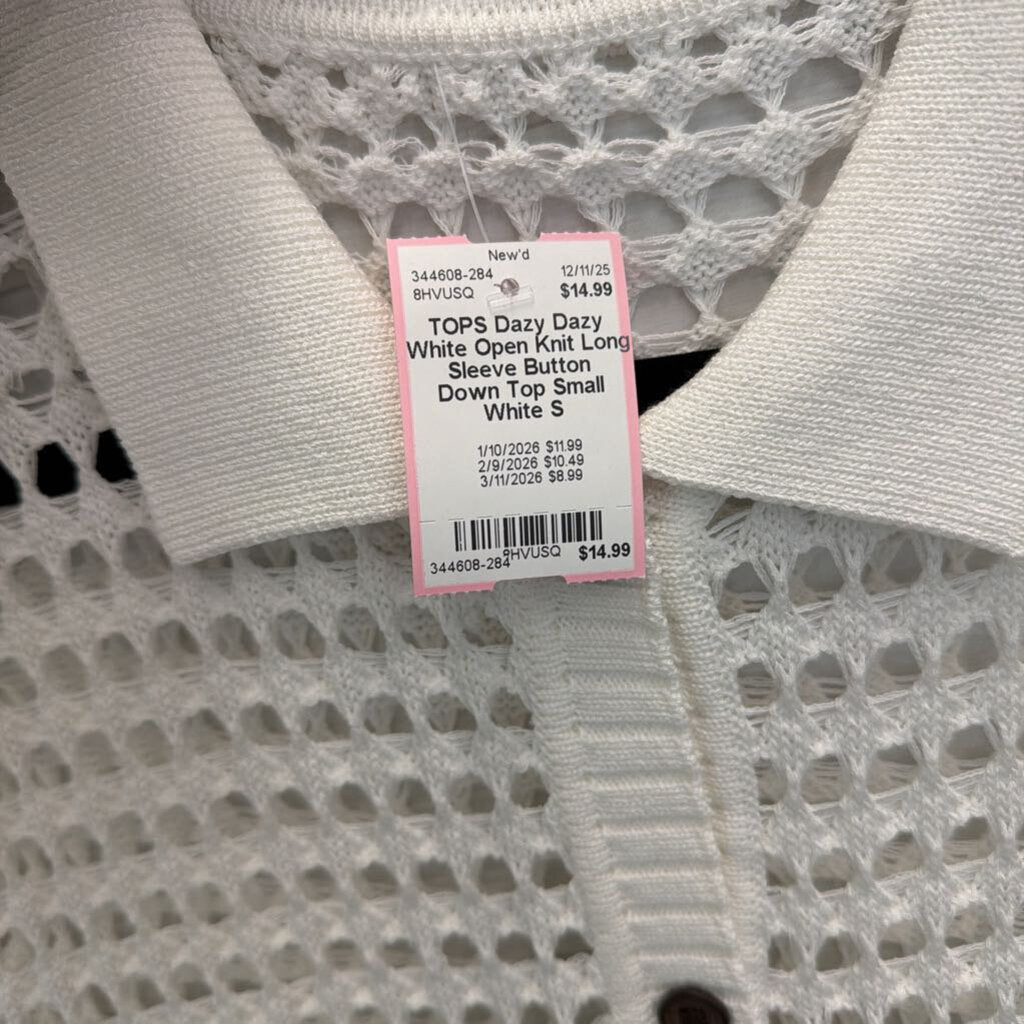 New'd
344608-284 12/11/25
8HVUSQ $14.99
TOPS Dazy Dazy
White Open Knit Long
Sleeve Button
Down Top Small
White S
1/10/2026 $11.99
2/9/2026 $10.49
3/11/2026 $8.99
8HVUSQ $14.99
344608-284